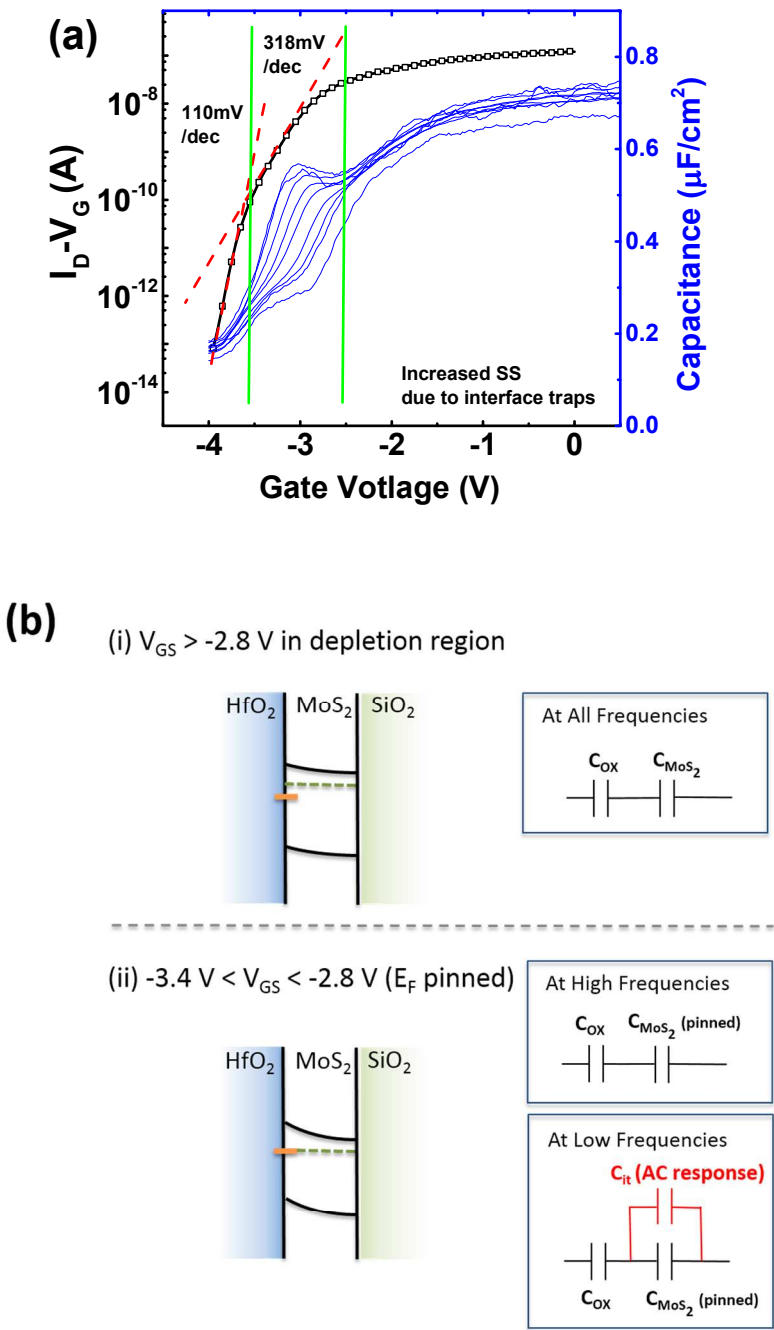 (a)
318mV
/dec
110mV
/dec
10⁻⁸
10⁻¹⁰
10⁻¹²
10⁻¹⁴
I_D-V_G (A)
0.8
0.6
0.4
0.2
0.0
Capacitance (μF/cm²)
Increased SS
due to interface traps
-4 -3 -2 -1 0
Gate Votlage (V)
(b)
(i) V_GS > -2.8 V in depletion region
HfO₂ MoS₂ SiO₂
At All Frequencies
C_OX C_MoS₂
(ii) -3.4 V < V_GS < -2.8 V (E_F pinned)
HfO₂ MoS₂ SiO₂
At High Frequencies
C_OX C_MoS₂ (pinned)
At Low Frequencies
C_it (AC response)
C_OX C_MoS₂ (pinned)